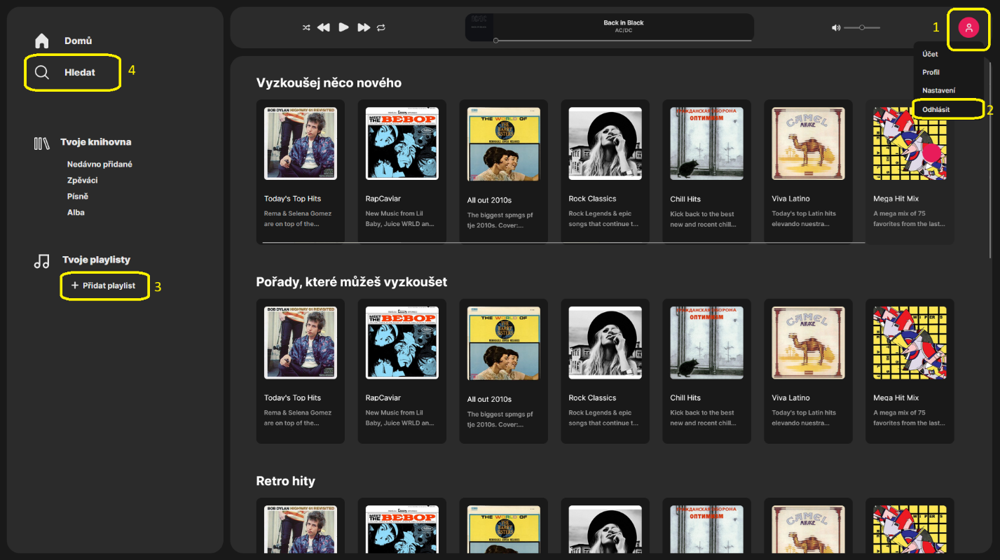 Domů
Hledat
4
Tvoje knihovna
Nedávno přidané
Zpěváci
Písně
Alba
Tvoje playlisty
+ Přidat playlist
3
Back in Black
AC/DC
1
Účet
Profil
Nastavení
Odhlásit
2
Vyzkoušej něco nového
BOB DYLAN HIGHWAY 61 REVISITED
MEET THE BEBOP
THE WORLD OF THE BARRY SISTERS
ГРАЖДАНСКАЯ ОБОРОНА
ОПТИМИЗМ
CAMEL
MIRAGE
Today's Top Hits
Rema & Selena Gomez
are on top of the...
RapCaviar
New Music from Lil
Baby, Juice WRLD an...
All out 2010s
The biggest spmgs pf
tje 2010s. Cover:...
Rock Classics
Rock Legends & epic
songs that continue t...
Chill Hits
Kick back to the best
new and recent chill...
Viva Latino
Today's top Latin hits
elevando nuestra...
Mega Hit Mix
A mega mix of 75
favorites from the last...
Pořady, které můžeš vyzkoušet
BOB DYLAN HIGHWAY 61 REVISITED
MEET THE BEBOP
THE WORLD OF THE BARRY SISTERS
ГРАЖДАНСКАЯ ОБОРОНА
ОПТИМИЗМ
CAMEL
MIRAGE
WIPERS
Today's Top Hits
Rema & Selena Gomez
are on top of the...
RapCaviar
New Music from Lil
Baby, Juice WRLD an...
All out 2010s
The biggest spmgs pf
tje 2010s. Cover:...
Rock Classics
Rock Legends & epic
songs that continue t...
Chill Hits
Kick back to the best
new and recent chill...
Viva Latino
Today's top Latin hits
elevando nuestra...
Mega Hit Mix
A mega mix of 75
favorites from the last...
Retro hity
BOB DYLAN HIGHWAY 61 REVISITED
MEET THE BEBOP
THE WORLD OF THE BARRY SISTERS
ГРАЖДАНСКАЯ ОБОРОНА
ОПТИМИЗМ
CAMEL
MIRAGE
WIPERS